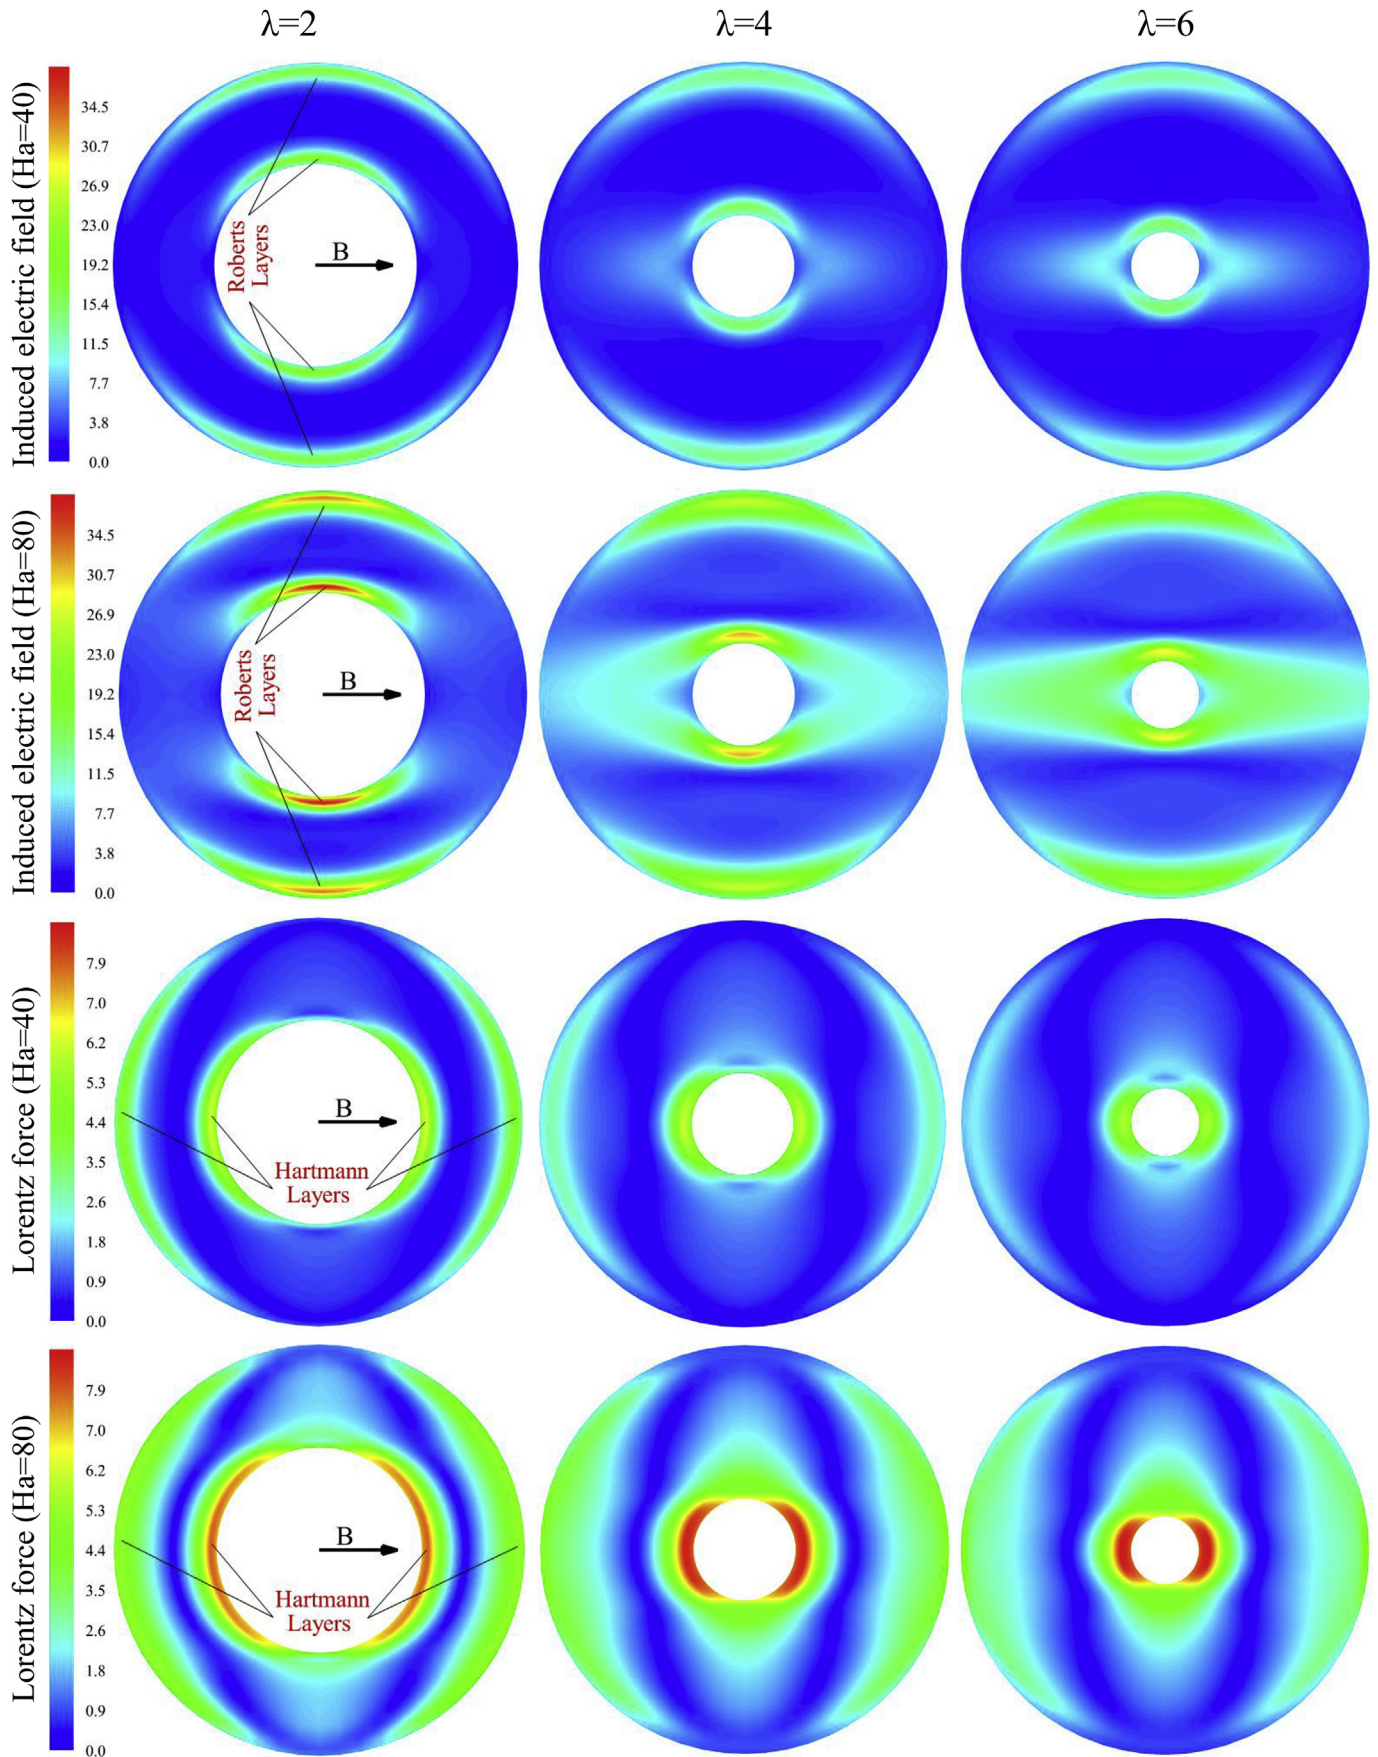 λ=2
λ=4
λ=6
Induced electric field (Ha=40)
34.5
30.7
26.9
23.0
19.2
15.4
11.5
7.7
3.8
0.0
Roberts
Layers
B
Induced electric field (Ha=80)
34.5
30.7
26.9
23.0
19.2
15.4
11.5
7.7
3.8
0.0
Roberts
Layers
B
Lorentz force (Ha=40)
7.9
7.0
6.2
5.3
4.4
3.5
2.6
1.8
0.9
0.0
B
Hartmann
Layers
Lorentz force (Ha=80)
7.9
7.0
6.2
5.3
4.4
3.5
2.6
1.8
0.9
0.0
B
Hartmann
Layers